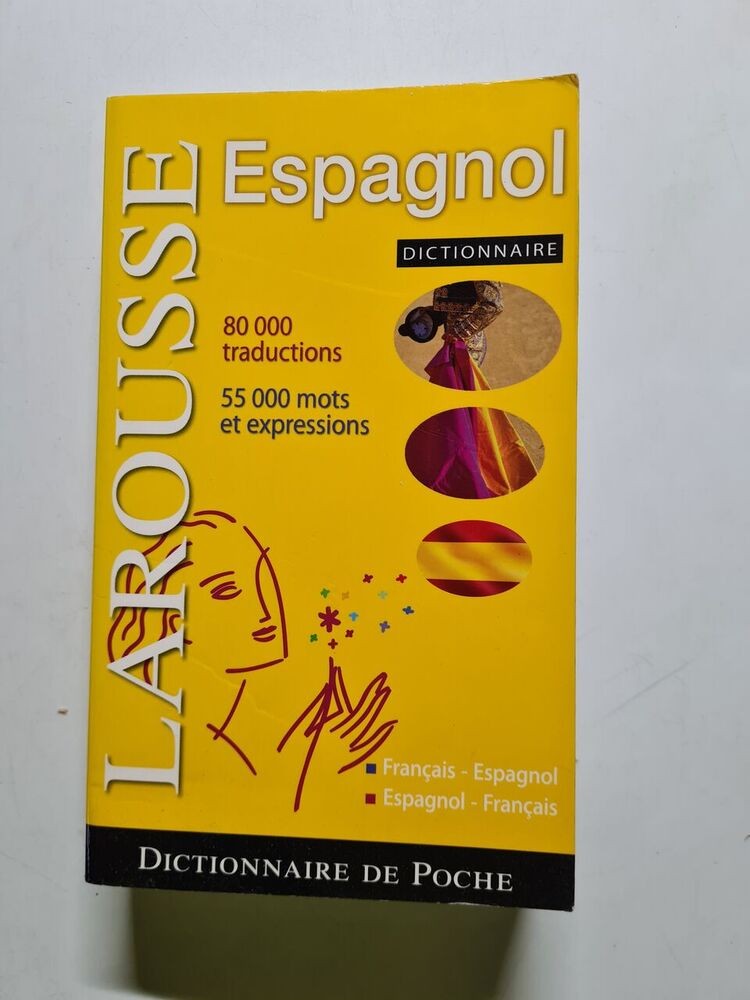 LAROUSSE
Espagnol
DICTIONNAIRE
80 000
traductions
55 000 mots
et expressions
Français - Espagnol
Espagnol - Français
DICTIONNAIRE DE POCHE